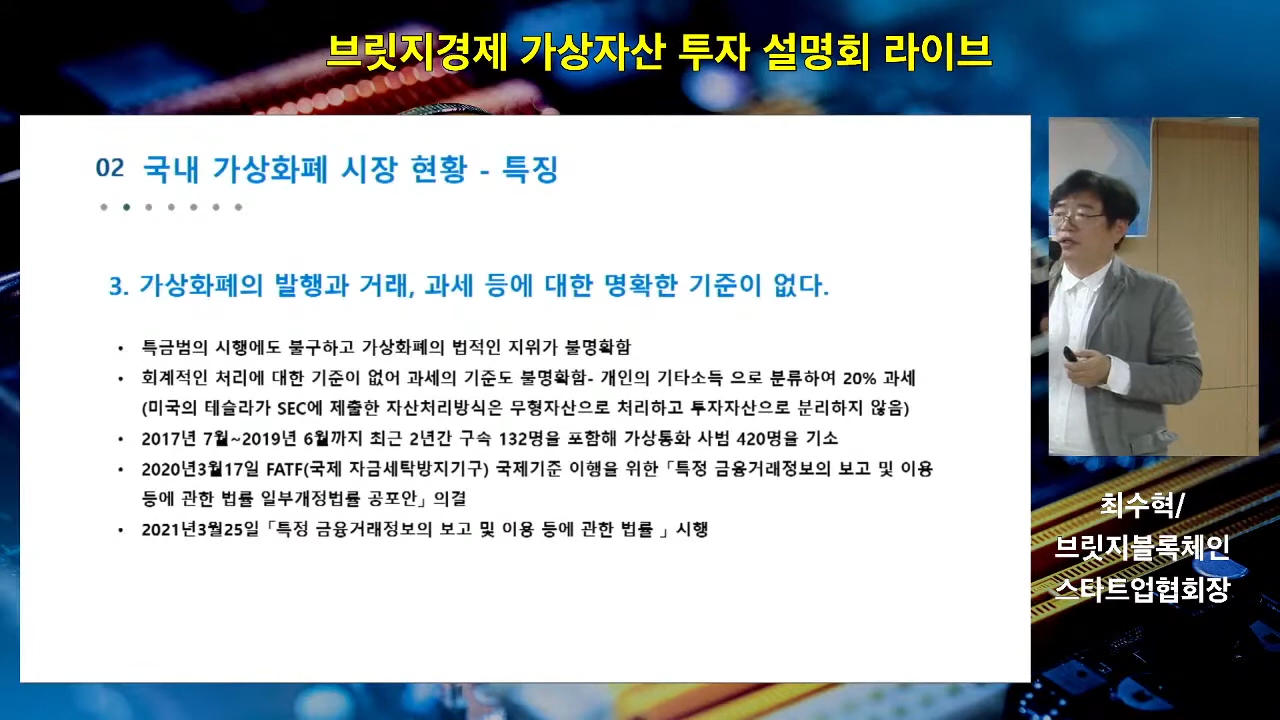 브릿지경제 가상자산 투자 설명회 라이브
02 국내 가상화폐 시장 현황 - 특징
3. 가상화폐의 발행과 거래, 과세 등에 대한 명확한 기준이 없다.
• 특금범의 시행에도 불구하고 가상화폐의 법적인 지위가 불명확함
• 회계적인 처리에 대한 기준이 없어 과세의 기준도 불명확함- 개인의 기타소득 으로 분류하여 20% 과세
(미국의 테슬라가 SEC에 제출한 자산처리방식은 무형자산으로 처리하고 투자자산으로 분리하지 않음)
• 2017년 7월~2019년 6월까지 최근 2년간 구속 132명을 포함해 가상통화 사범 420명을 기소
• 2020년3월17일 FATF(국제 자금세탁방지기구) 국제기준 이행을 위한 「특정 금융거래정보의 보고 및 이용
등에 관한 법률 일부개정법률 공포안」 의결
• 2021년3월25일 「특정 금융거래정보의 보고 및 이용 등에 관한 법률 」 시행
최수혁/
브릿지블록체인
스타트업협회장